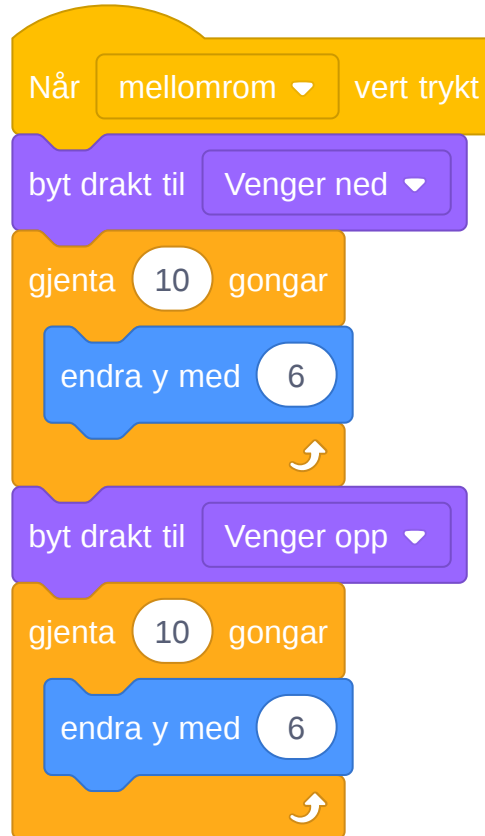 Når mellomrom vert trykt
byt drakt til Venger ned
gjenta 10 gongar
endra y med 6
byt drakt til Venger opp
gjenta 10 gongar
endra y med 6